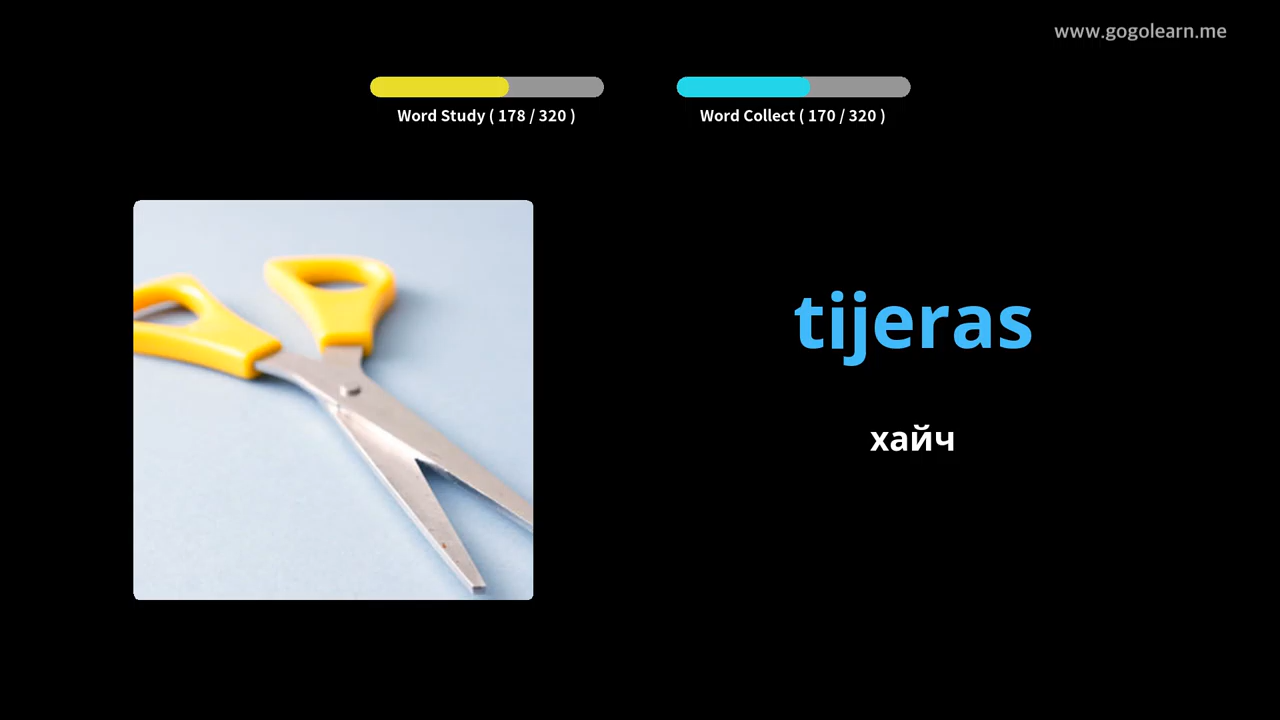 www.gogolearn.me
Word Study ( 178 / 320 )
Word Collect ( 170 / 320 )
tijeras
хайч